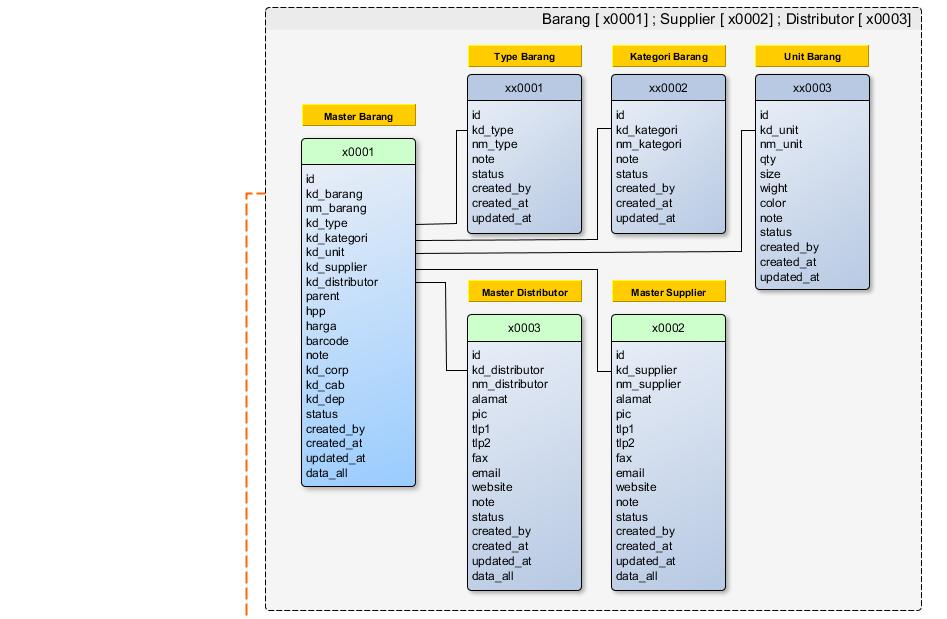 Barang [ x0001] ; Supplier [ x0002] ; Distributor [ x0003]
Master Barang
x0001
id
kd_barang
nm_barang
kd_type
kd_kategori
kd_unit
kd_supplier
kd_distributor
parent
hpp
harga
barcode
note
kd_corp
kd_cab
kd_dep
status
created_by
created_at
updated_at
data_all
Type Barang
xx0001
id
kd_type
nm_type
note
status
created_by
created_at
updated_at
Kategori Barang
xx0002
id
kd_kategori
nm_kategori
note
status
created_by
created_at
updated_at
Unit Barang
xx0003
id
kd_unit
nm_unit
qty
size
wight
color
note
status
created_by
created_at
updated_at
Master Distributor
x0003
id
kd_distributor
nm_distributor
alamat
pic
tlp1
tlp2
fax
email
website
note
status
created_by
created_at
updated_at
data_all
Master Supplier
x0002
id
kd_supplier
nm_supplier
alamat
pic
tlp1
tlp2
fax
email
website
note
status
created_by
created_at
updated_at
data_all